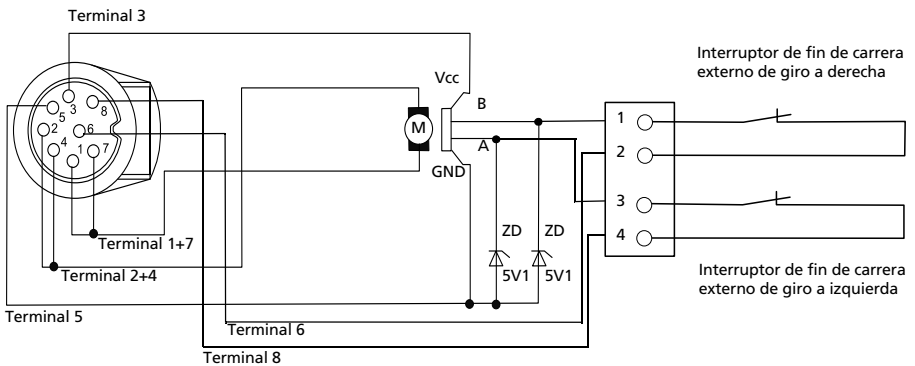 Terminal 3
Interruptor de fin de carrera
externo de giro a derecha
Vcc
B
M
A
GND
3
8
5
2
6
4
1
7
1
2
3
4
ZD
5V1
ZD
5V1
Terminal 1+7
Terminal 2+4
Terminal 5
Terminal 6
Terminal 8
Interruptor de fin de carrera
externo de giro a izquierda